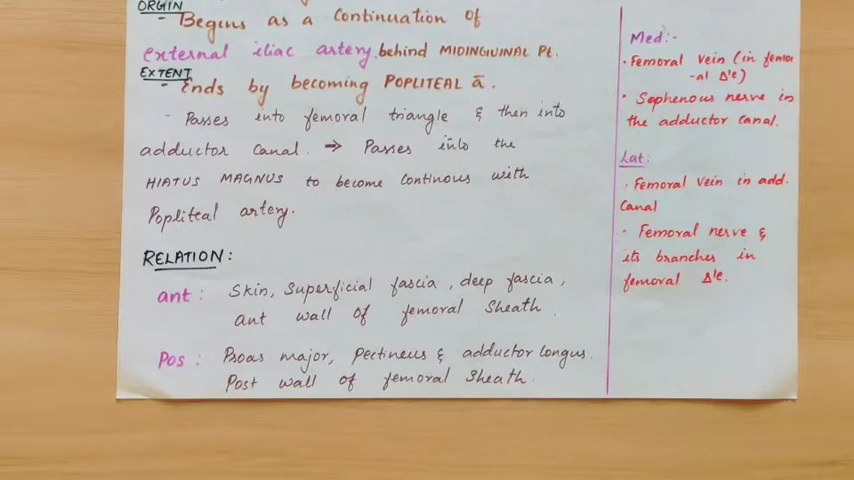 ORGIN
- Begins as a continuation of
external iliac artery behind MIDINGUINAL Pt.
EXTENT
- Ends by becoming POPLITEAL ā.
- Passes into femoral triangle & then into
adductor canal. → Passes into the
HIATUS MAGNUS to become continous with
Popliteal artery.
RELATION:
ant: Skin, Superficial fascia, deep fascia,
ant wall of femoral Sheath.
Pos: Psoas major, Pectineus & adductor longus.
Post wall of femoral Sheath.
Med:-
• Femoral vein (in femor
-al Δˡᵉ)
• Saphenous nerve in
the adductor canal.
Lat:
• Femoral vein in add.
Canal
• Femoral nerve &
its branches in
femoral Δˡᵉ.